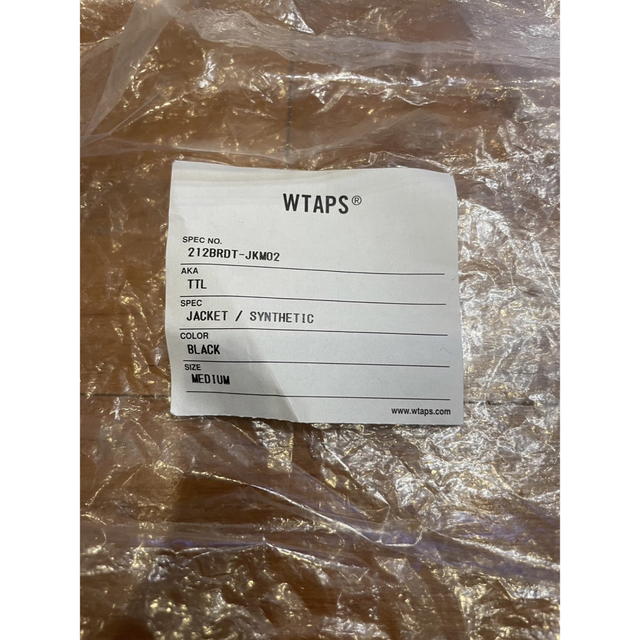 WTAPS®
SPEC NO.
212BRDT-JKM02
AKA
TTL
SPEC
JACKET / SYNTHETIC
COLOR
BLACK
SIZE
MEDIUM
www.wtaps.com